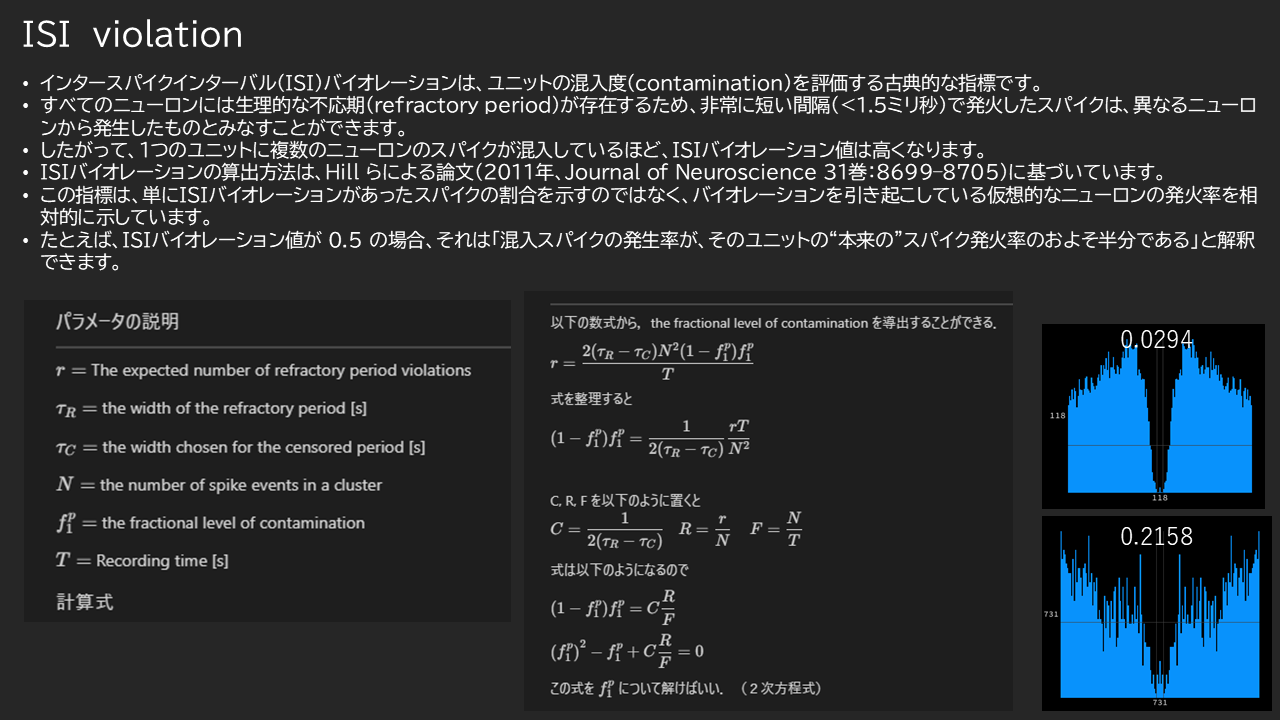 ISI violation
• インタースパイクインターバル(ISI)バイオレーションは、ユニットの混入度(contamination)を評価する古典的な指標です。
• すべてのニューロンには生理的な不応期(refractory period)が存在するため、非常に短い間隔(<1.5ミリ秒)で発火したスパイクは、異なるニューロ
ンから発生したものとみなすことができます。
• したがって、1つのユニットに複数のニューロンのスパイクが混入しているほど、ISIバイオレーション値は高くなります。
• ISIバイオレーションの算出方法は、Hill らによる論文(2011年、Journal of Neuroscience 31巻:8699–8705)に基づいています。
• この指標は、単にISIバイオレーションがあったスパイクの割合を示すのではなく、バイオレーションを引き起こしている仮想的なニューロンの発火率を相
対的に示しています。
• たとえば、ISIバイオレーション値が 0.5 の場合、それは「混入スパイクの発生率が、そのユニットの“本来の”スパイク発火率のおよそ半分である」と解釈
できます。
パラメータの説明
r = The expected number of refractory period violations
τ_R = the width of the refractory period [s]
τ_C = the width chosen for the censored period [s]
N = the number of spike events in a cluster
f_1^p = the fractional level of contamination
T = Recording time [s]
計算式
以下の数式から, the fractional level of contamination を導出することができる.
r = \frac{2(τ_R − τ_C)N^2(1 − f_1^p)f_1^p}{T}
式を整理すると
(1 − f_1^p)f_1^p = \frac{1}{2(τ_R − τ_C)} \frac{rT}{N^2}
C, R, F を以下のように置くと
C = \frac{1}{2(τ_R − τ_C)} R = \frac{r}{N} F = \frac{N}{T}
式は以下のようになるので
(1 − f_1^p)f_1^p = C\frac{R}{F}
(f_1^p)^2 − f_1^p + C\frac{R}{F} = 0
この式を f_1^p について解けばいい. (2次方程式)
0.0294
118
118
0.2158
731
731